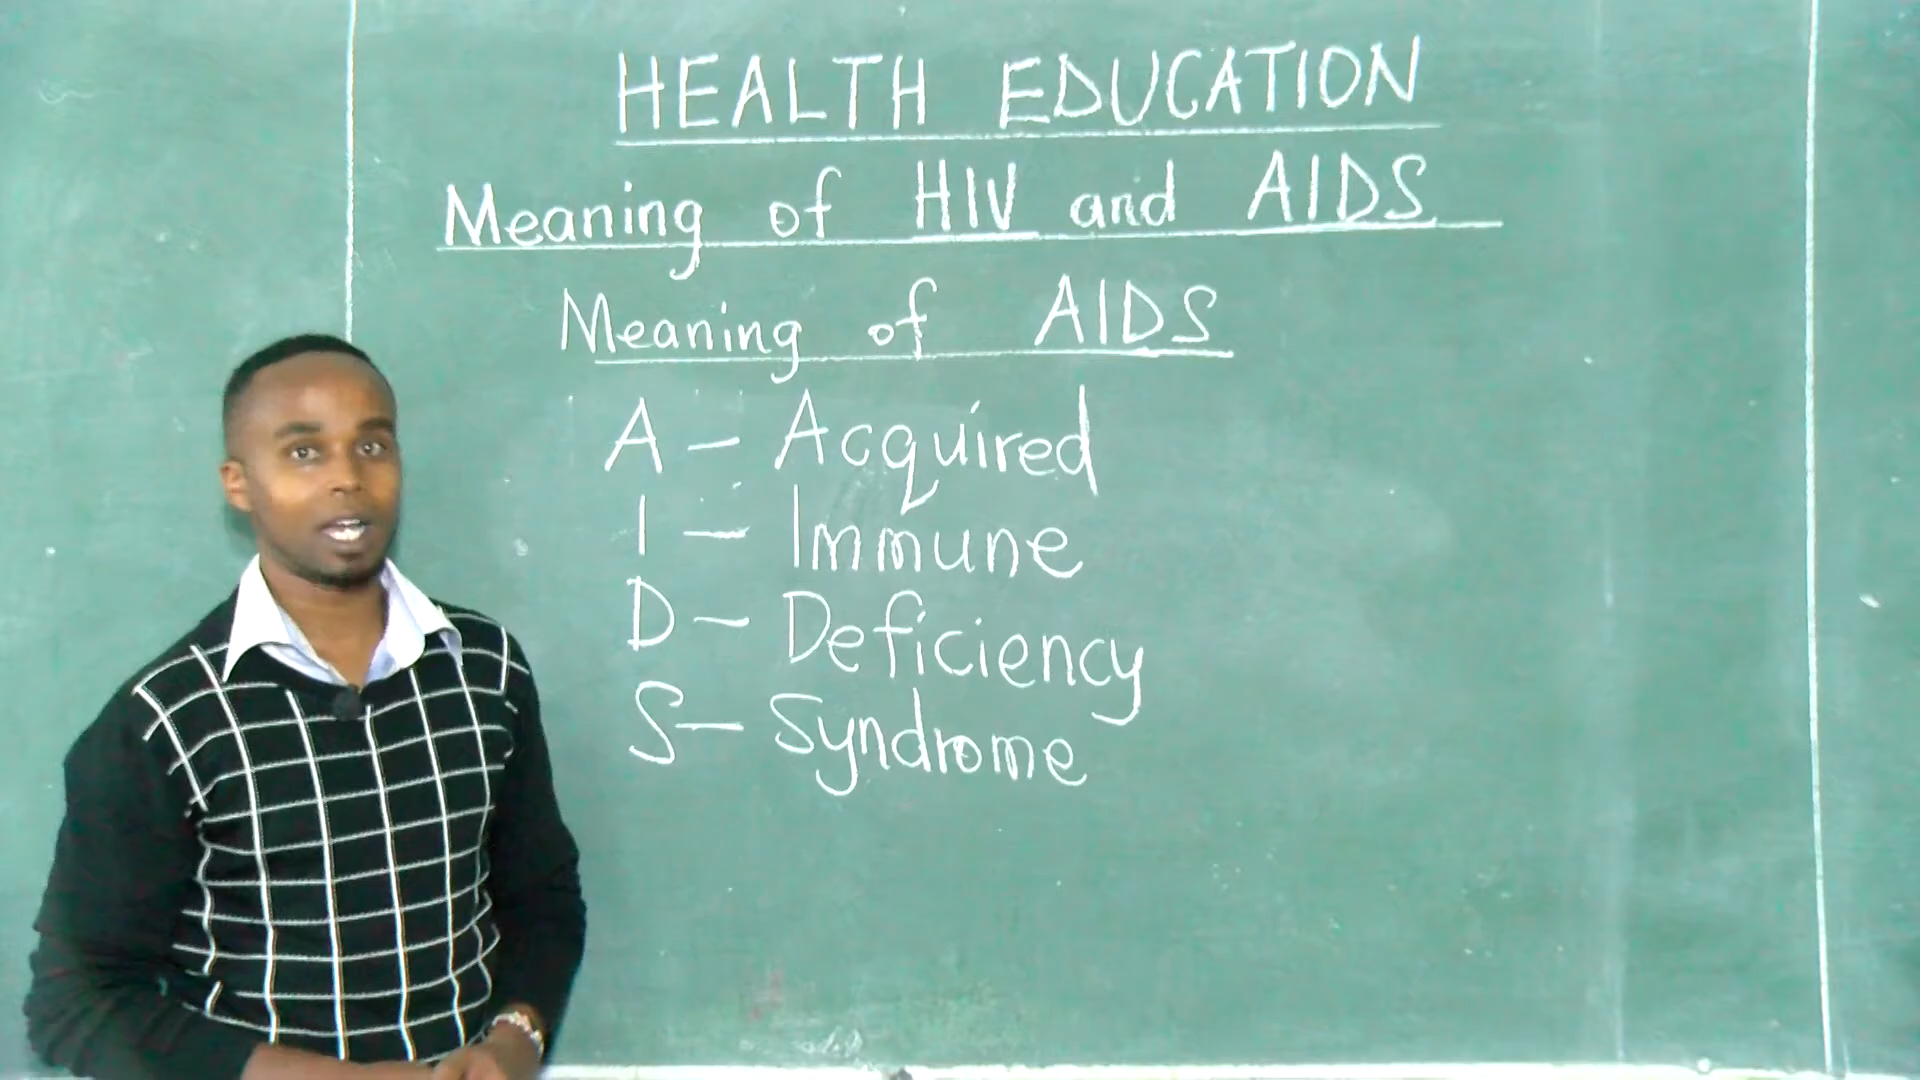 HEALTH EDUCATION
Meaning of HIV and AIDS
Meaning of AIDS
A – Acquired
I – Immune
D – Deficiency
S – Syndrome